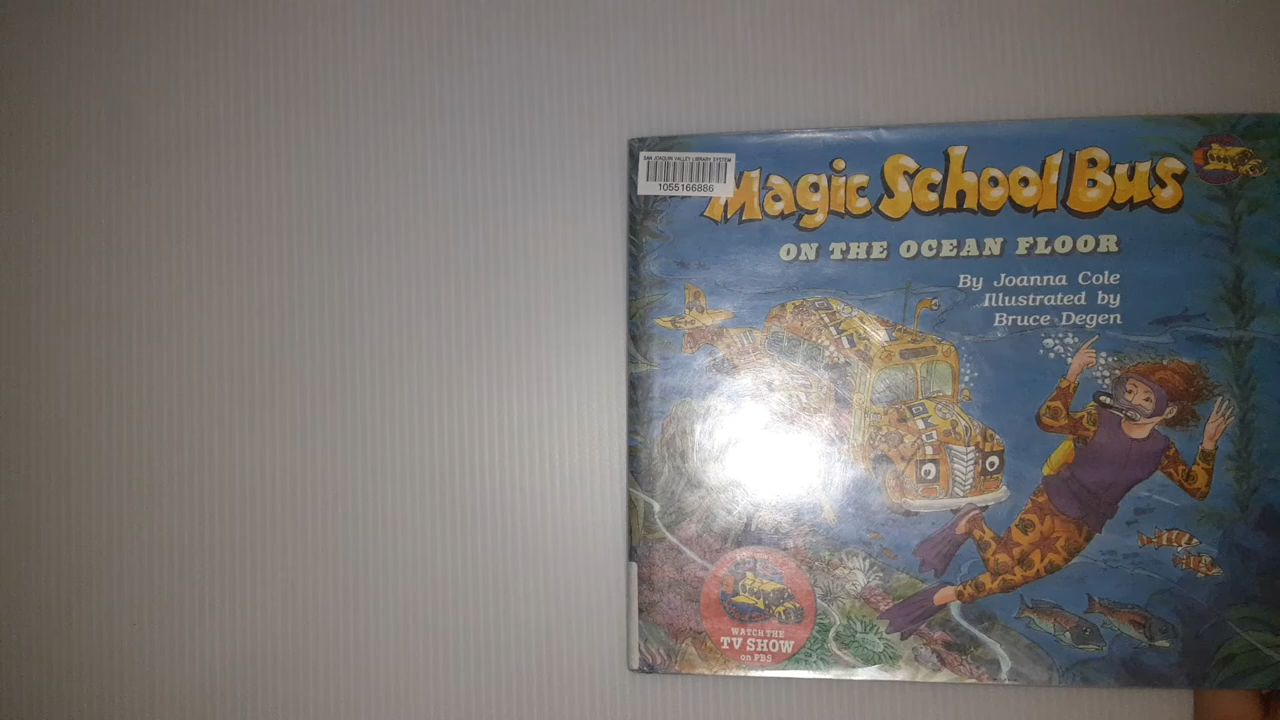 SAN JOAQUIN VALLEY LIBRARY SYSTEM
1055166886
Magic School Bus
ON THE OCEAN FLOOR
By Joanna Cole
Illustrated by
Bruce Degen
WATCH THE
TV SHOW
on PBS